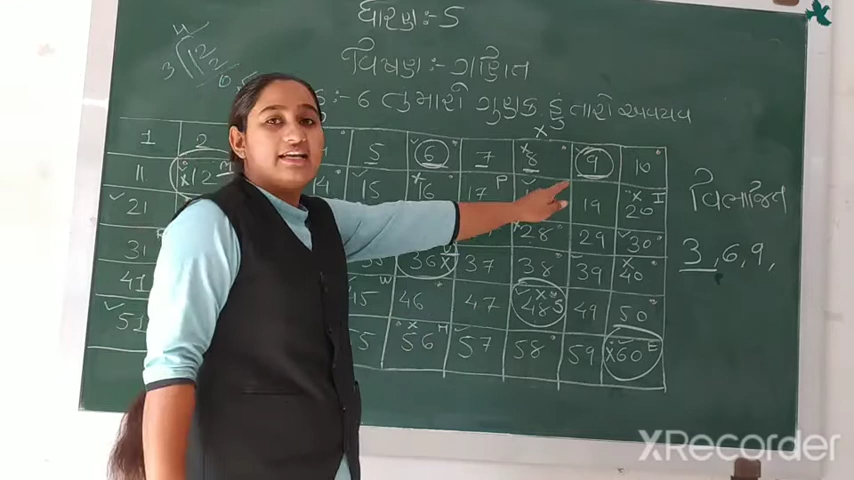 ધોરણ:- 5
વિષણ:- ગણિત
:- 6 તુમારો ગુણક હું તારો અવયવ
1 2 5 6 7 8 9 10
11 12 14 15 16 17 19 20
21 28 29 30
31 36 37 38 39 40
41 45 46 47 48 49 50
51 55 56 57 58 59 60
વિભાજિત
3, 6, 9,
XRecorder